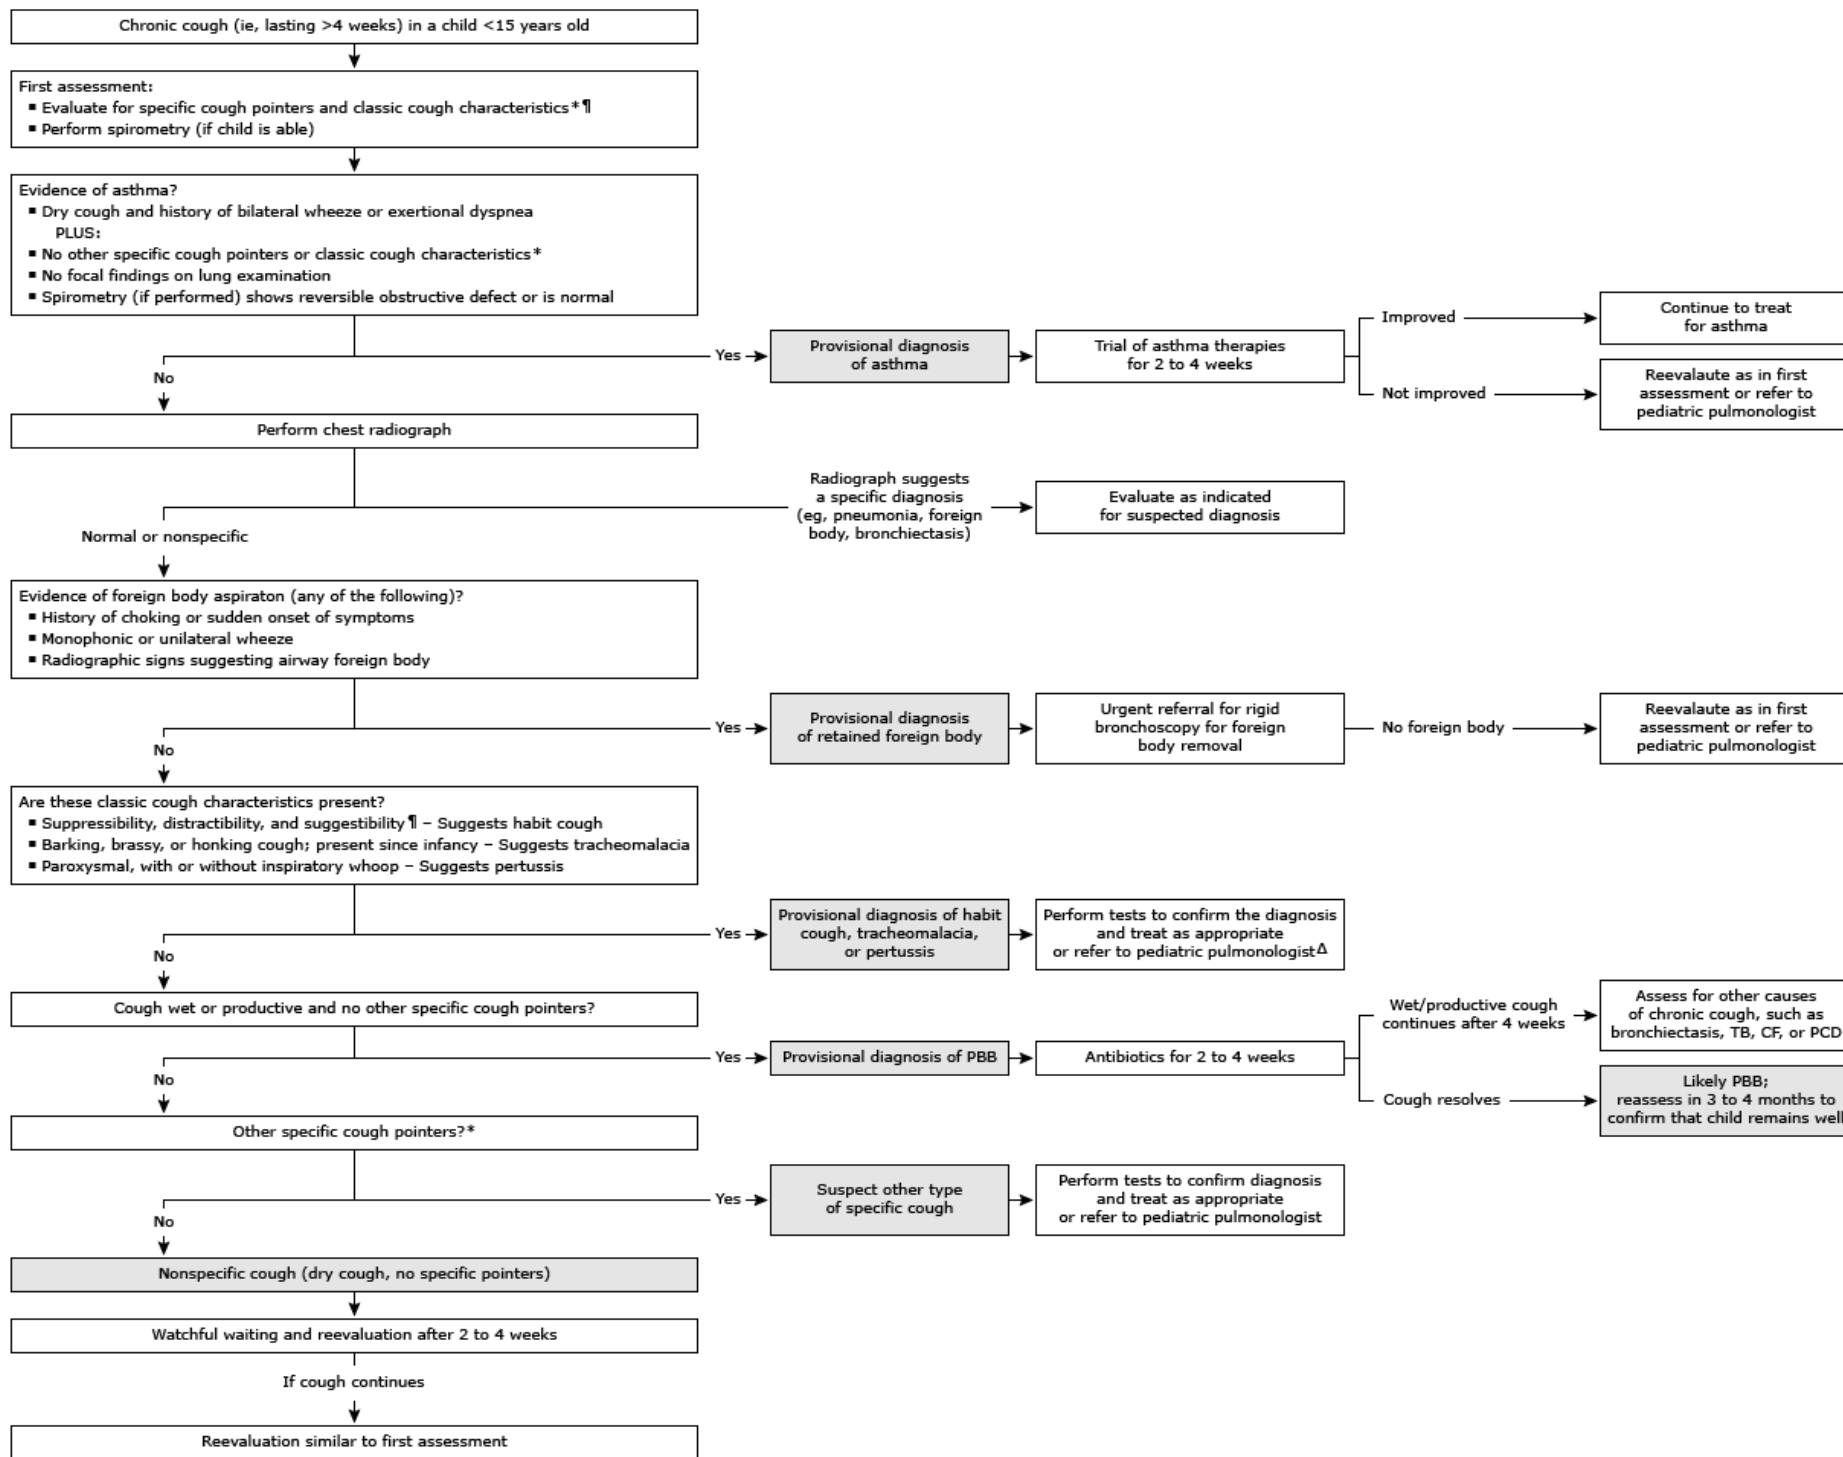 Chronic cough (ie, lasting >4 weeks) in a child <15 years old
First assessment:
▪ Evaluate for specific cough pointers and classic cough characteristics*¶
▪ Perform spirometry (if child is able)
Evidence of asthma?
▪ Dry cough and history of bilateral wheeze or exertional dyspnea
PLUS:
▪ No other specific cough pointers or classic cough characteristics*
▪ No focal findings on lung examination
▪ Spirometry (if performed) shows reversible obstructive defect or is normal
Yes
Provisional diagnosis
of asthma
Trial of asthma therapies
for 2 to 4 weeks
Improved
Continue to treat
for asthma
Not improved
Reevalaute as in first
assessment or refer to
pediatric pulmonologist
No
Perform chest radiograph
Radiograph suggests
a specific diagnosis
(eg, pneumonia, foreign
body, bronchiectasis)
Evaluate as indicated
for suspected diagnosis
Normal or nonspecific
Evidence of foreign body aspiraton (any of the following)?
▪ History of choking or sudden onset of symptoms
▪ Monophonic or unilateral wheeze
▪ Radiographic signs suggesting airway foreign body
Yes
Provisional diagnosis
of retained foreign body
Urgent referral for rigid
bronchoscopy for foreign
body removal
No foreign body
Reevalaute as in first
assessment or refer to
pediatric pulmonologist
No
Are these classic cough characteristics present?
▪ Suppressibility, distractibility, and suggestibility¶ – Suggests habit cough
▪ Barking, brassy, or honking cough; present since infancy – Suggests tracheomalacia
▪ Paroxysmal, with or without inspiratory whoop – Suggests pertussis
Yes
Provisional diagnosis of habit
cough, tracheomalacia,
or pertussis
Perform tests to confirm the diagnosis
and treat as appropriate
or refer to pediatric pulmonologistΔ
No
Cough wet or productive and no other specific cough pointers?
Yes
Provisional diagnosis of PBB
Antibiotics for 2 to 4 weeks
Wet/productive cough
continues after 4 weeks
Assess for other causes
of chronic cough, such as
bronchiectasis, TB, CF, or PCD
Cough resolves
Likely PBB;
reassess in 3 to 4 months to
confirm that child remains well
No
Other specific cough pointers?*
Yes
Suspect other type
of specific cough
Perform tests to confirm diagnosis
and treat as appropriate
or refer to pediatric pulmonologist
No
Nonspecific cough (dry cough, no specific pointers)
Watchful waiting and reevaluation after 2 to 4 weeks
If cough continues
Reevaluation similar to first assessment